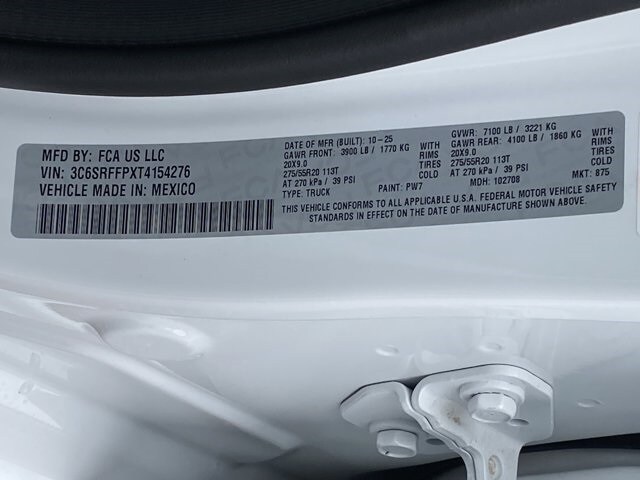 MFD BY: FCA US LLC
VIN: 3C6SRFFPXT4154276
VEHICLE MADE IN: MEXICO
DATE OF MFR (BUILT): 10-25 GVWR: 7100 LB / 3221 KG
GAWR FRONT: 3900 LB / 1770 KG WITH GAWR REAR: 4100 LB / 1860 KG WITH
20X9.0 RIMS 20X9.0 RIMS
275/55R20 113T TIRES 275/55R20 113T TIRES
AT 270 kPa / 39 PSI COLD AT 270 kPa / 39 PSI COLD
TYPE: TRUCK PAINT: PW7 MDH: 102708 MKT: 875
THIS VEHICLE CONFORMS TO ALL APPLICABLE U.S.A. FEDERAL MOTOR VEHICLE SAFETY
STANDARDS IN EFFECT ON THE DATE OF MANUFACTURE SHOWN ABOVE.